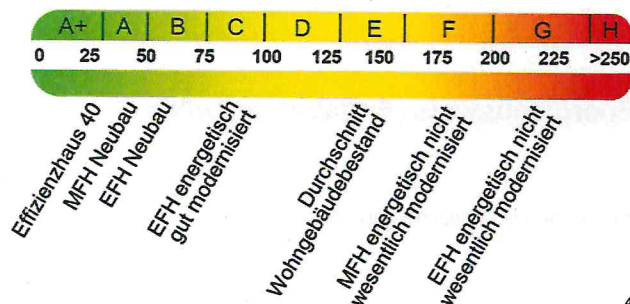 A+ A B C D E F G H
0 25 50 75 100 125 150 175 200 225 >250
Effizienzhaus 40
MFH Neubau
EFH Neubau
EFH energetisch
gut modernisiert
Durchschnitt
Wohngebäudebestand
MFH energetisch nicht
wesentlich modernisiert
EFH energetisch nicht
wesentlich modernisiert